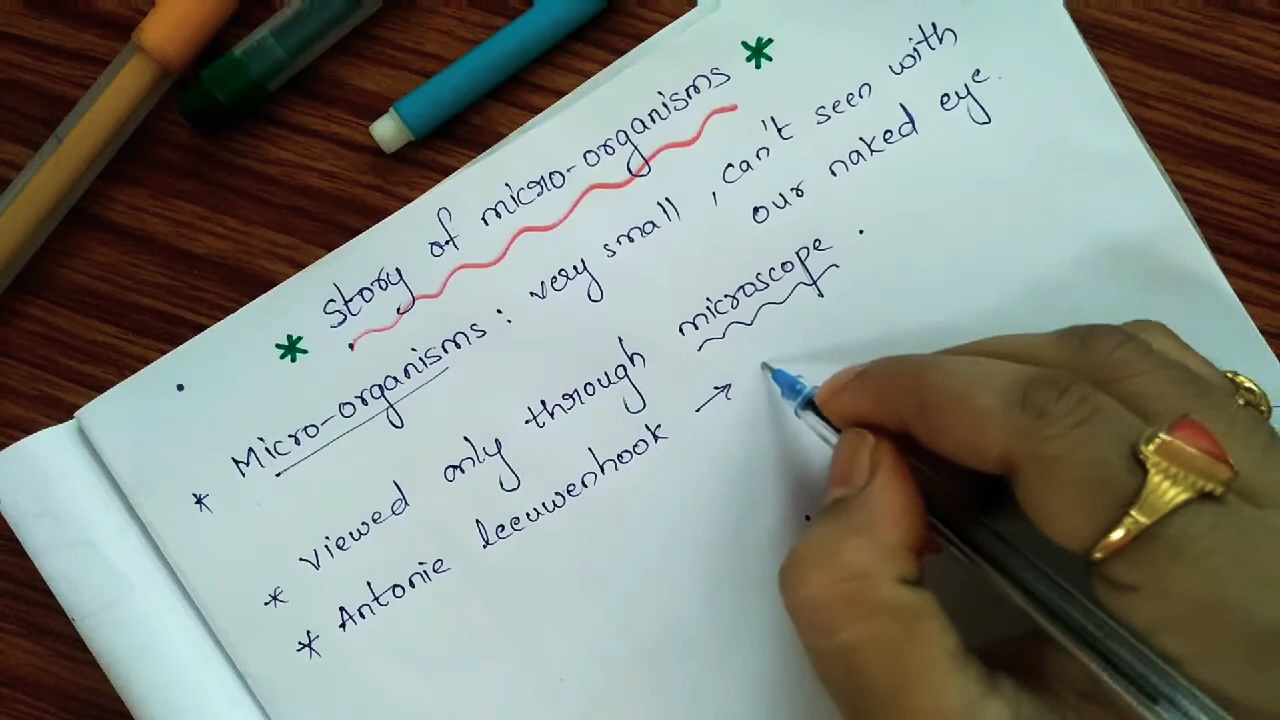 * Story of micro-organisms *
* Micro-organisms : very small , can't seen with
our naked eye.
* Viewed only through microscope .
* Antonie leeuwenhook →